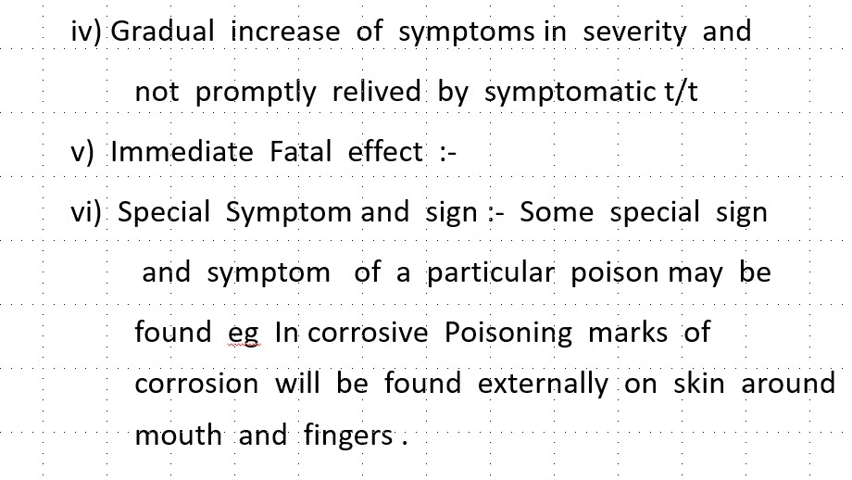 iv) Gradual increase of symptoms in severity and
not promptly relived by symptomatic t/t
v) Immediate Fatal effect :-
vi) Special Symptom and sign :- Some special sign
and symptom of a particular poison may be
found eg In corrosive Poisoning marks of
corrosion will be found externally on skin around
mouth and fingers .